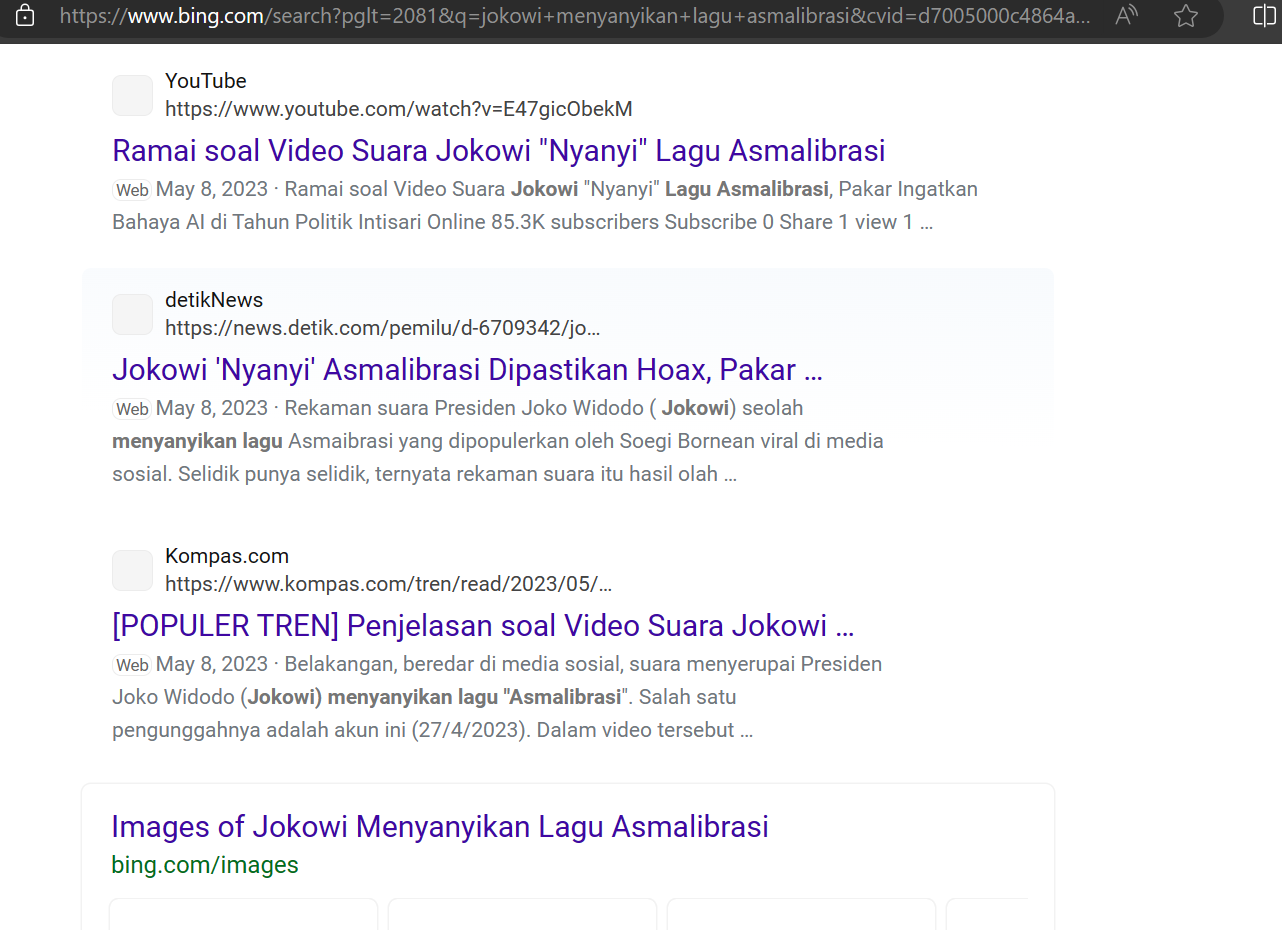 https://www.bing.com/search?pglt=2081&q=jokowi+menyanyikan+lagu+asmalibrasi&cvid=d7005000c4864a...
YouTube
https://www.youtube.com/watch?v=E47gicObekM
Ramai soal Video Suara Jokowi "Nyanyi" Lagu Asmalibrasi
Web May 8, 2023 · Ramai soal Video Suara Jokowi "Nyanyi" Lagu Asmalibrasi, Pakar Ingatkan
Bahaya AI di Tahun Politik Intisari Online 85.3K subscribers Subscribe 0 Share 1 view 1 ...
detikNews
https://news.detik.com/pemilu/d-6709342/jo...
Jokowi 'Nyanyi' Asmalibrasi Dipastikan Hoax, Pakar ...
Web May 8, 2023 · Rekaman suara Presiden Joko Widodo ( Jokowi) seolah
menyanyikan lagu Asmaibrasi yang dipopulerkan oleh Soegi Bornean viral di media
sosial. Selidik punya selidik, ternyata rekaman suara itu hasil olah ...
Kompas.com
https://www.kompas.com/tren/read/2023/05/...
[POPULER TREN] Penjelasan soal Video Suara Jokowi ...
Web May 8, 2023 · Belakangan, beredar di media sosial, suara menyerupai Presiden
Joko Widodo (Jokowi) menyanyikan lagu "Asmalibrasi". Salah satu
pengunggahnya adalah akun ini (27/4/2023). Dalam video tersebut ...
Images of Jokowi Menyanyikan Lagu Asmalibrasi
bing.com/images